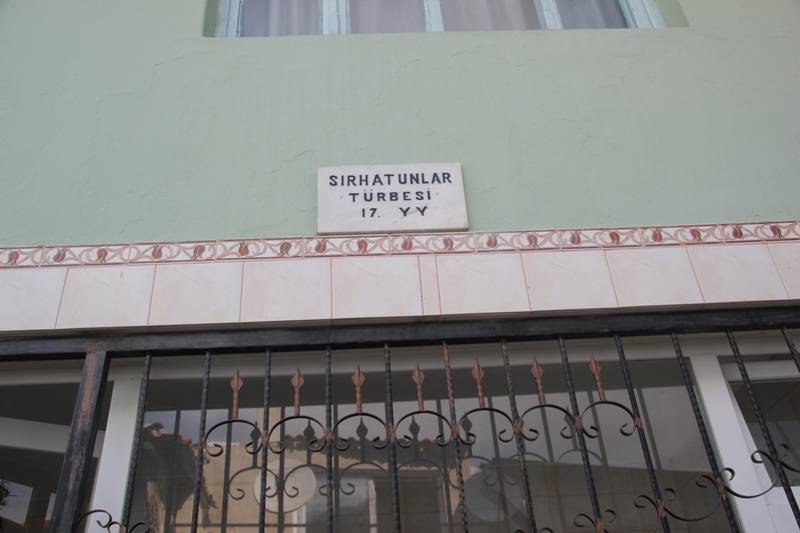 SIRHATUNLAR
TÜRBESİ
17. YY